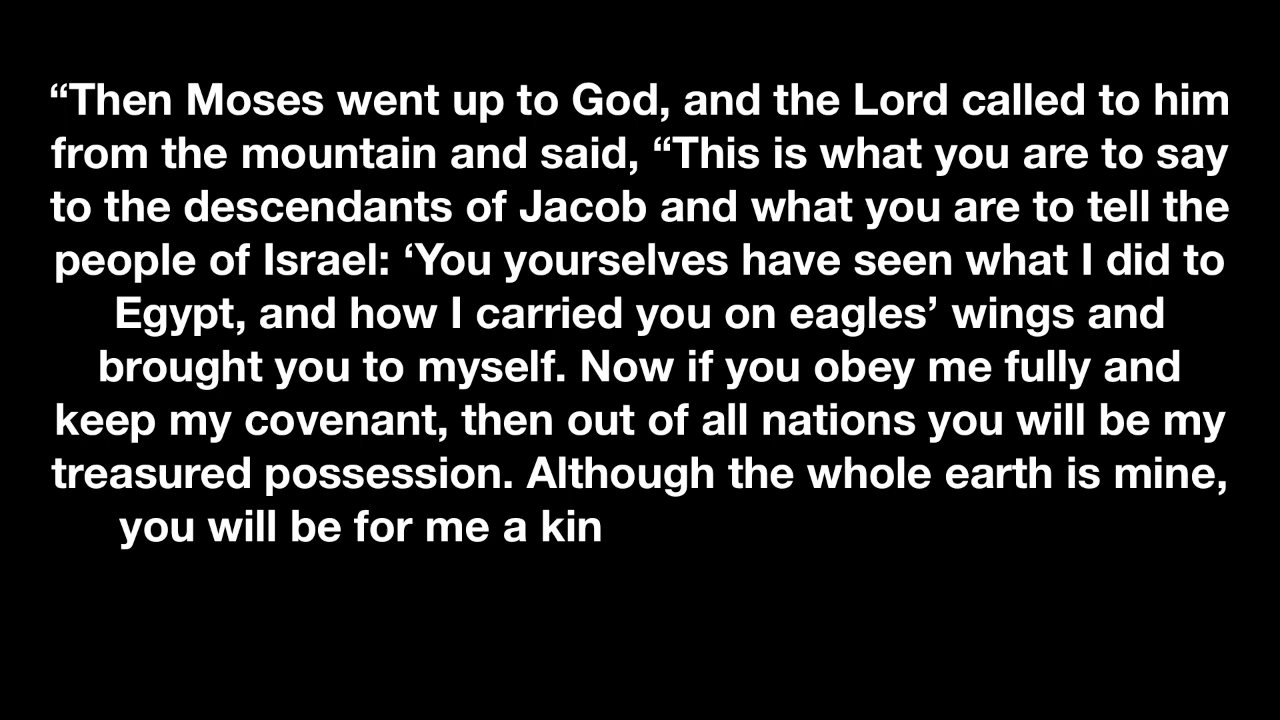 “Then Moses went up to God, and the Lord called to him
from the mountain and said, “This is what you are to say
to the descendants of Jacob and what you are to tell the
people of Israel: ‘You yourselves have seen what I did to
Egypt, and how I carried you on eagles’ wings and
brought you to myself. Now if you obey me fully and
keep my covenant, then out of all nations you will be my
treasured possession. Although the whole earth is mine,
you will be for me a kin